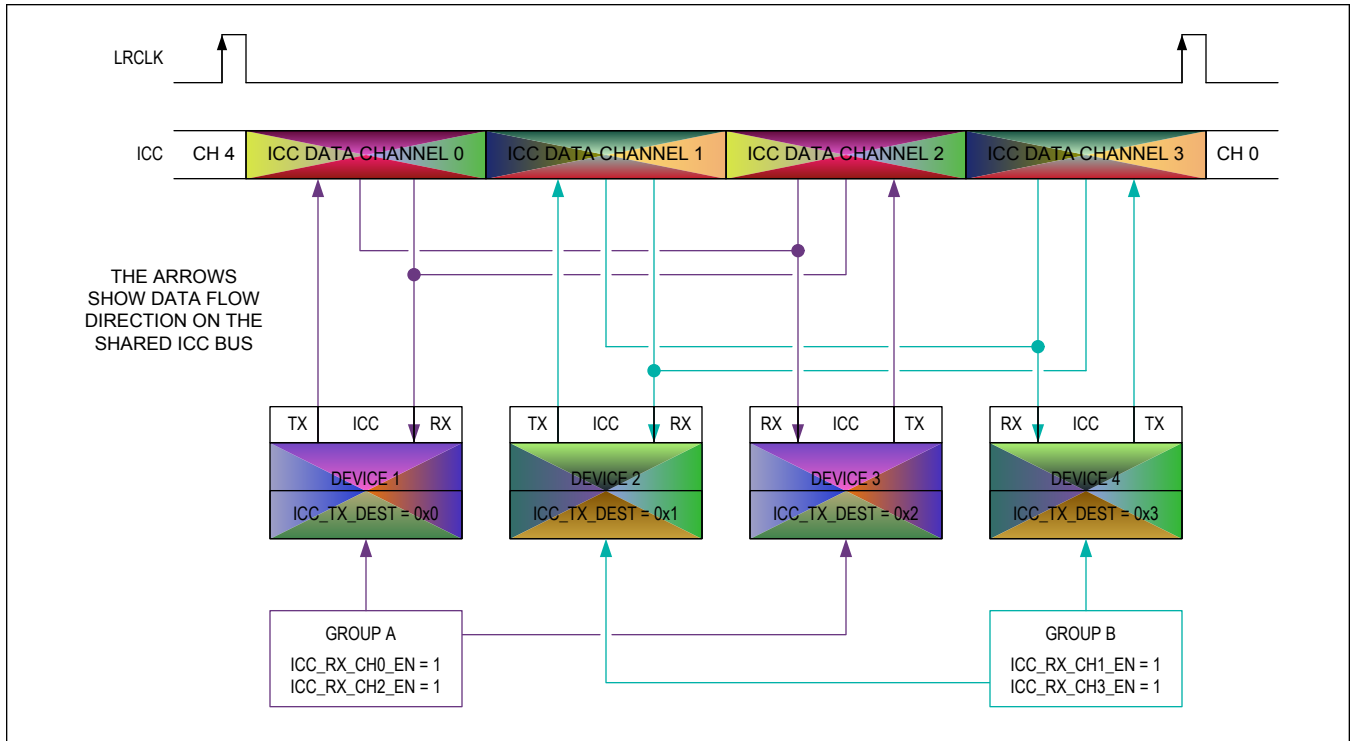 LRCLK
ICC
CH 4
ICC DATA CHANNEL 0
ICC DATA CHANNEL 1
ICC DATA CHANNEL 2
ICC DATA CHANNEL 3
CH 0
THE ARROWS
SHOW DATA FLOW
DIRECTION ON THE
SHARED ICC BUS
TX ICC RX
TX ICC RX
RX ICC TX
RX ICC TX
DEVICE 1
ICC_TX_DEST = 0x0
DEVICE 2
ICC_TX_DEST = 0x1
DEVICE 3
ICC_TX_DEST = 0x2
DEVICE 4
ICC_TX_DEST = 0x3
GROUP A
ICC_RX_CH0_EN = 1
ICC_RX_CH2_EN = 1
GROUP B
ICC_RX_CH1_EN = 1
ICC_RX_CH3_EN = 1